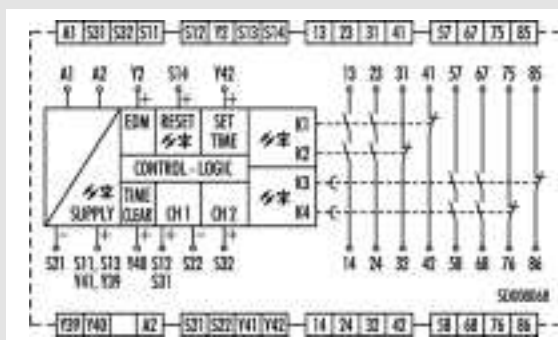 A1 S31 S32 S11 S12 Y2 S13 S14 13 23 31 41 57 67 75 85
A1 A2 Y2 S14 Y42 13 23 31 41 57 67 75 85
EDM RESET SET TIME
K1
K2
CONTROL - LOGIC
K3
K4
SUPPLY TIME CLEAR CH 1 CH 2
S21 S11, S13 Y41, Y39 Y40 S12 S31 S22 S32 14 24 32 42 58 68 76 86
Y39 Y40 A2 S21 S22 Y41 Y42 14 24 32 42 58 68 76 86